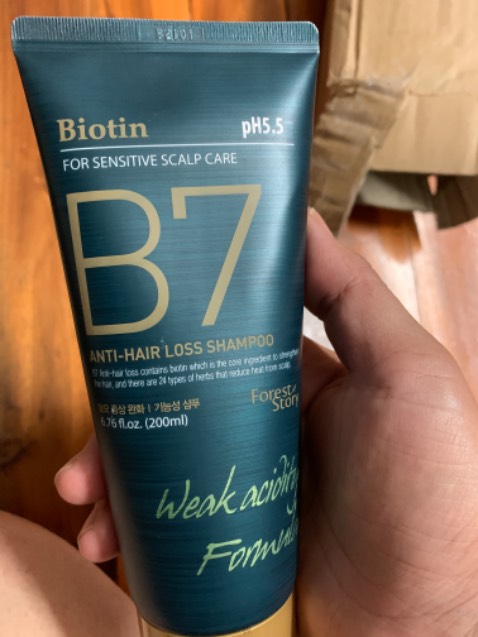 Biotin pH5.5
FOR SENSITIVE SCALP CARE
B7
ANTI-HAIR LOSS SHAMPOO
B7 Anti-hair loss contains biotin which is the core ingredient to strengthen
the hair, and there are 24 types of herbs that reduce heat from scalp.
탈모 증상 완화 | 기능성 샴푸
6.76 fl.oz. (200ml)
Forest
Story
Weak acidity
Formula